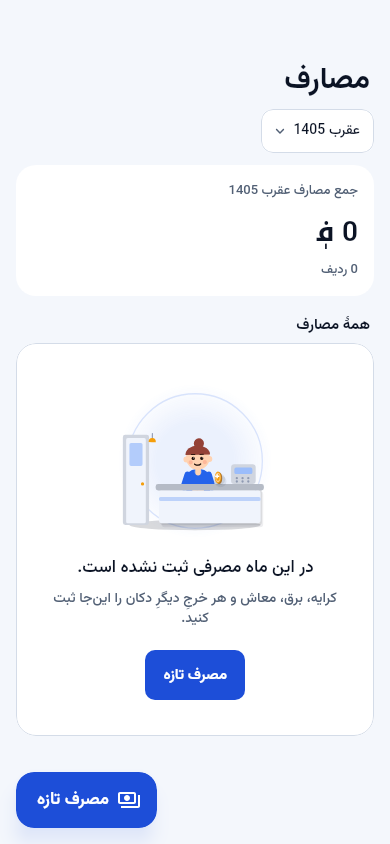 مصارف
عقرب 1405
جمع مصارف عقرب 1405
0 ؋
0 ردیف
همهٔ مصارف
در این ماه مصرفی ثبت نشده است.
کرایه، برق، معاش و هر خرجِ دیگرِ دکان را این‌جا ثبت
کنید.
مصرف تازه
مصرف تازه